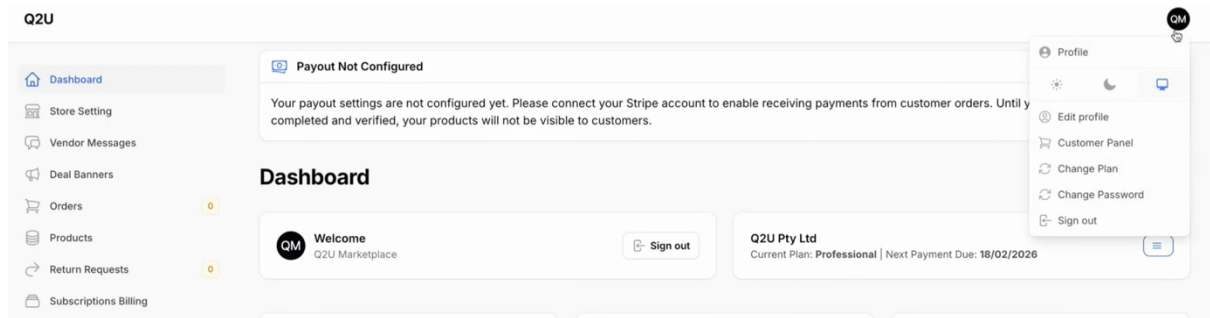 Q2U
QM
Profile
Dashboard
Store Setting
Vendor Messages
Deal Banners
Orders 0
Products
Return Requests 0
Subscriptions Billing
Payout Not Configured
Your payout settings are not configured yet. Please connect your Stripe account to enable receiving payments from customer orders. Until
completed and verified, your products will not be visible to customers.
Edit profile
Customer Panel
Change Plan
Change Password
Sign out
Dashboard
QM
Welcome
Q2U Marketplace
Sign out
Q2U Pty Ltd
Current Plan: Professional | Next Payment Due: 18/02/2026